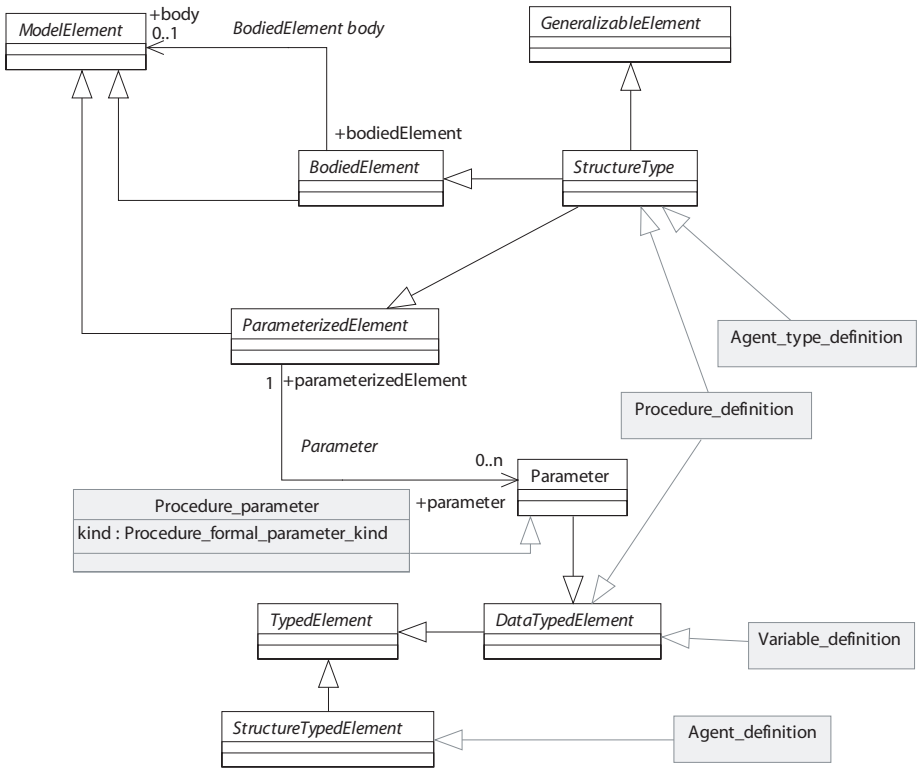 +body
ModelElement
0..1
BodiedElement body
GeneralizableElement
+bodiedElement
BodiedElement
StructureType
ParameterizedElement
Agent_type_definition
1
+parameterizedElement
Procedure_definition
Parameter
0..n
Parameter
+parameter
Procedure_parameter
kind : Procedure_formal_parameter_kind
TypedElement
DataTypedElement
Variable_definition
StructureTypedElement
Agent_definition